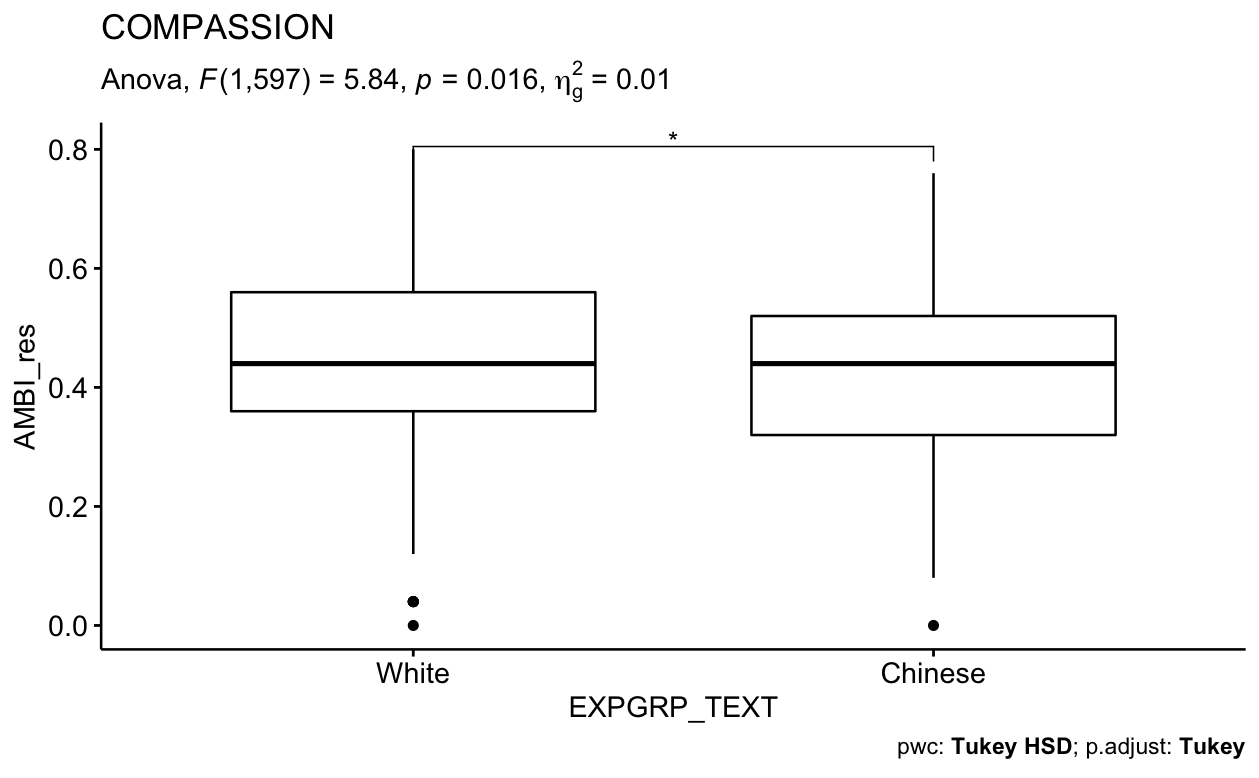 COMPASSION
Anova, F(1,597) = 5.84, p = 0.016, η²g = 0.01
*
0.8
0.6
0.4
0.2
0.0
AMBI_res
White
Chinese
EXPGRP_TEXT
pwc: Tukey HSD; p.adjust: Tukey